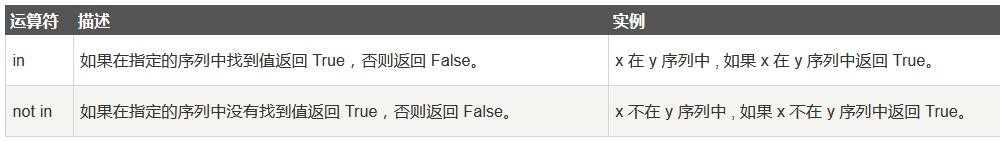 运算符 描述 实例
in 如果在指定的序列中找到值返回 True，否则返回 False。 x 在 y 序列中 , 如果 x 在 y 序列中返回 True。
not in 如果在指定的序列中没有找到值返回 True，否则返回 False。 x 不在 y 序列中 , 如果 x 不在 y 序列中返回 True。